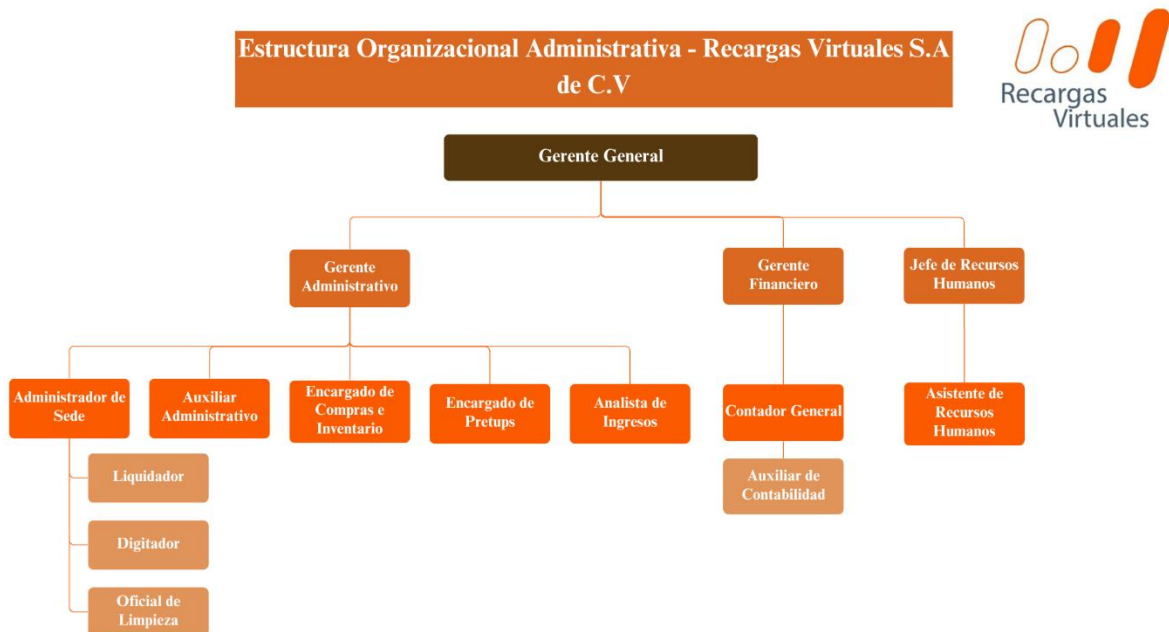 Estructura Organizacional Administrativa - Recargas Virtuales S.A
de C.V
Recargas
Virtuales
Gerente General
Gerente
Administrativo
Gerente
Financiero
Jefe de Recursos
Humanos
Administrador de
Sede
Auxiliar
Administrativo
Encargado de
Compras e
Inventario
Encargado de
Pretups
Analista de
Ingresos
Contador General
Asistente de
Recursos
Humanos
Liquidador
Auxiliar de
Contabilidad
Digitador
Oficial de
Limpieza